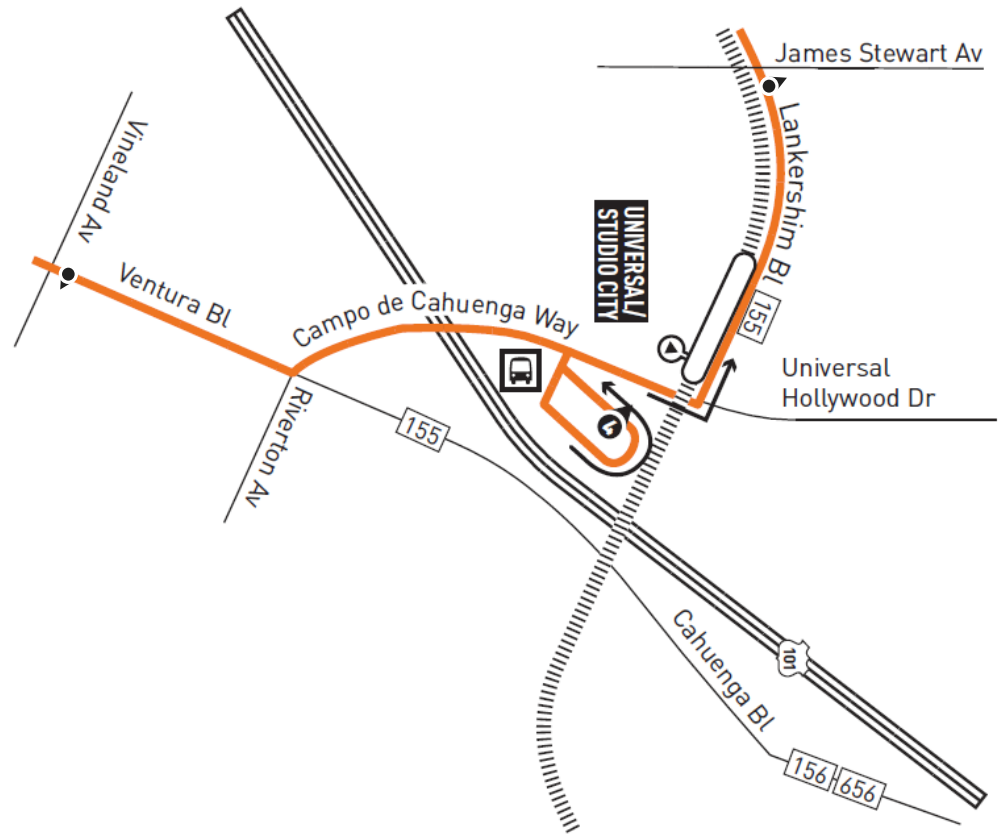 James Stewart Av
Vineland Av
Lankershim Bl
UNIVERSAL/
STUDIO CITY
Ventura Bl
Campo de Cahuenga Way
155
Universal
Hollywood Dr
Riverton Av
155
4
Cahuenga Bl
101
156
656